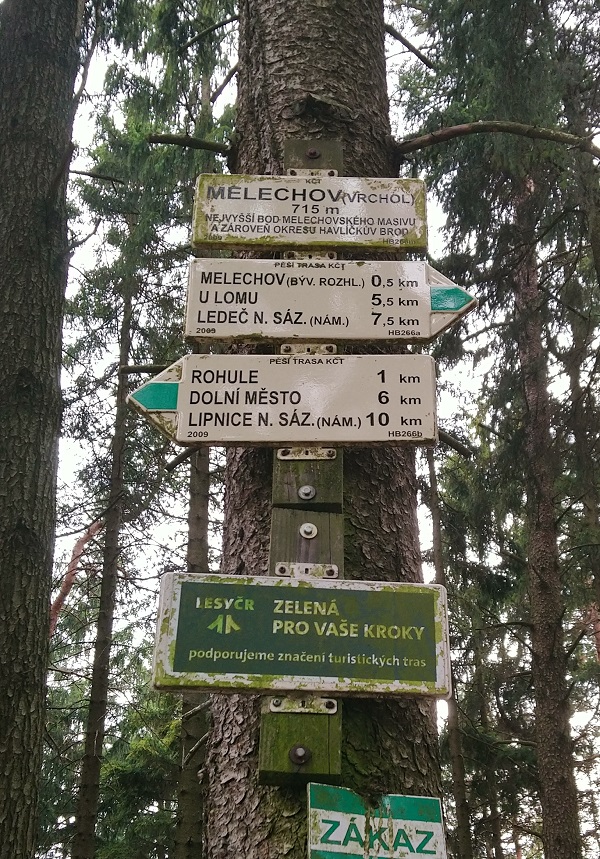 KČT
MELECHOV (VRCHOL)
715 m
NEJVYŠŠÍ BOD MELECHOVSKÉHO MASIVU
A ZÁROVEŇ OKRESU HAVLÍČKŮV BROD
PĚŠÍ TRASA KČT
MELECHOV (BÝV. ROZHL.) 0,5 km
U LOMU 5,5 km
LEDEČ N. SÁZ. (NÁM.) 7,5 km
2009 HB266a
PĚŠÍ TRASA KČT
ROHULE 1 km
DOLNÍ MĚSTO 6 km
LIPNICE N. SÁZ. (NÁM.) 10 km
2009 HB266b
LESYČR
ZELENÁ
PRO VAŠE KROKY
podporujeme značení turistických tras
ZÁKAZ